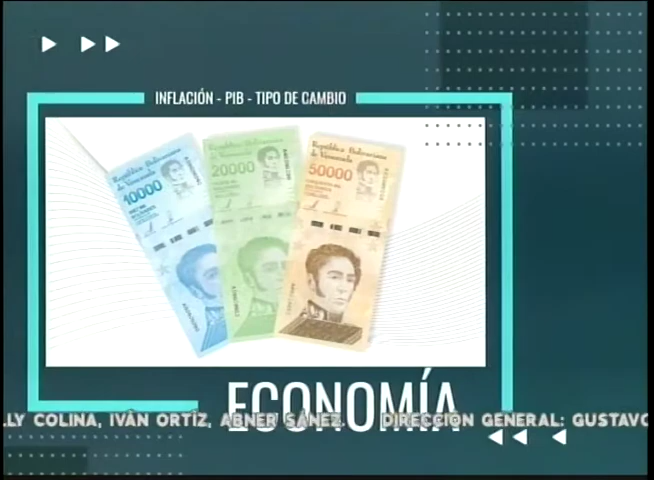 INFLACIÓN - PIB - TIPO DE CAMBIO
República Bolivariana
de Venezuela
10000
República Bolivariana
de Venezuela
20000
República Bolivariana
de Venezuela
50000
ECONOMÍA
LLY COLINA, IVÁN ORTÍZ, ABNER SÁNEZ. DIRECCIÓN GENERAL: GUSTAVO